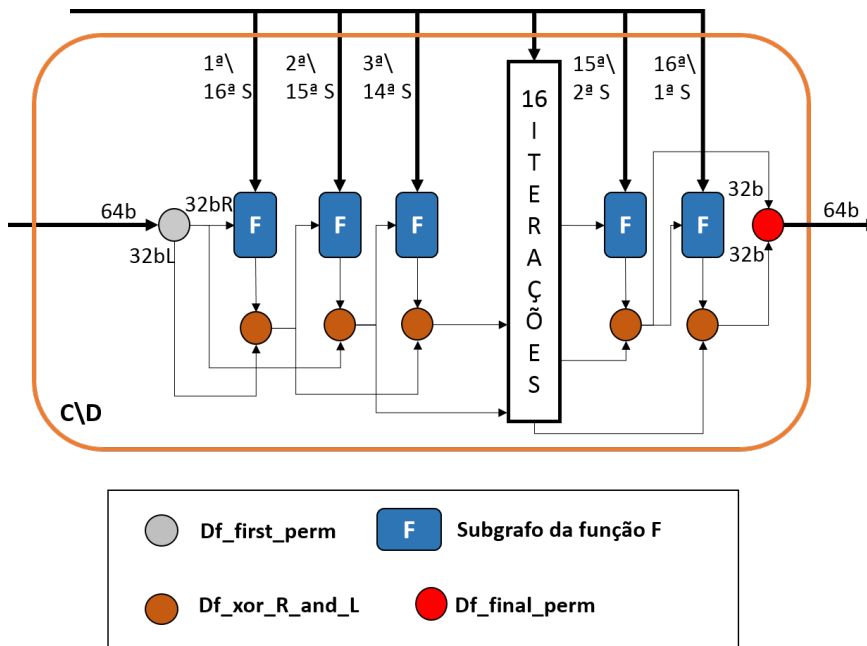 1ª\
16ª S
2ª\
15ª S
3ª\
14ª S
16
I
T
E
R
A
Ç
Õ
E
S
15ª\
2ª S
16ª\
1ª S
64b
32bR
32bL
F
F
F
F
F
32b
32b
64b
C\D
Df_first_perm
F
Subgrafo da função F
Df_xor_R_and_L
Df_final_perm